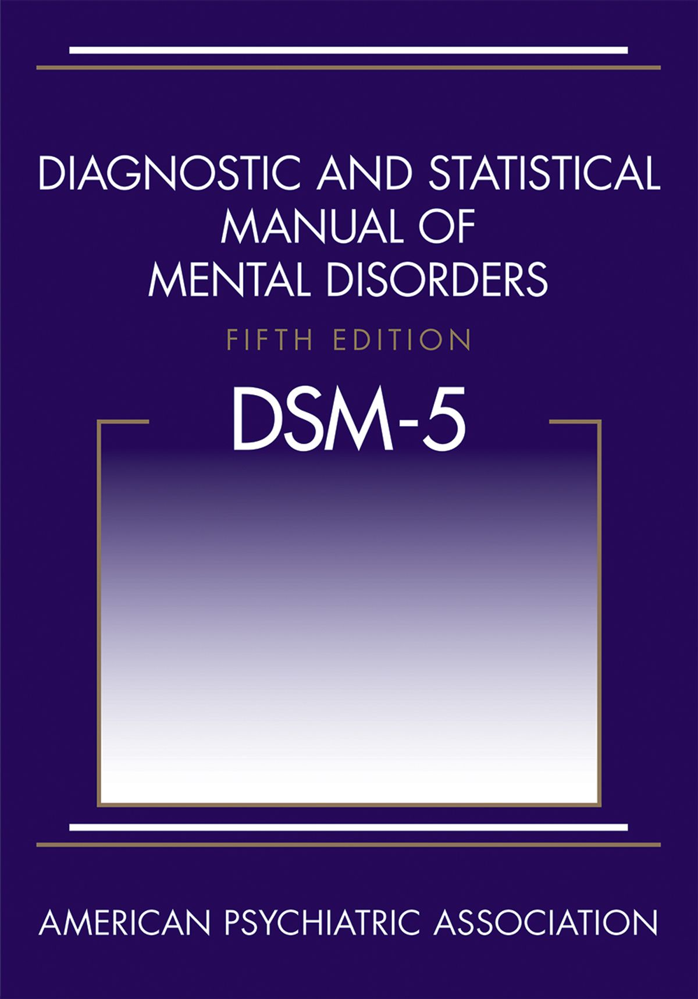 DIAGNOSTIC AND STATISTICAL
MANUAL OF
MENTAL DISORDERS
FIFTH EDITION
DSM-5
AMERICAN PSYCHIATRIC ASSOCIATION